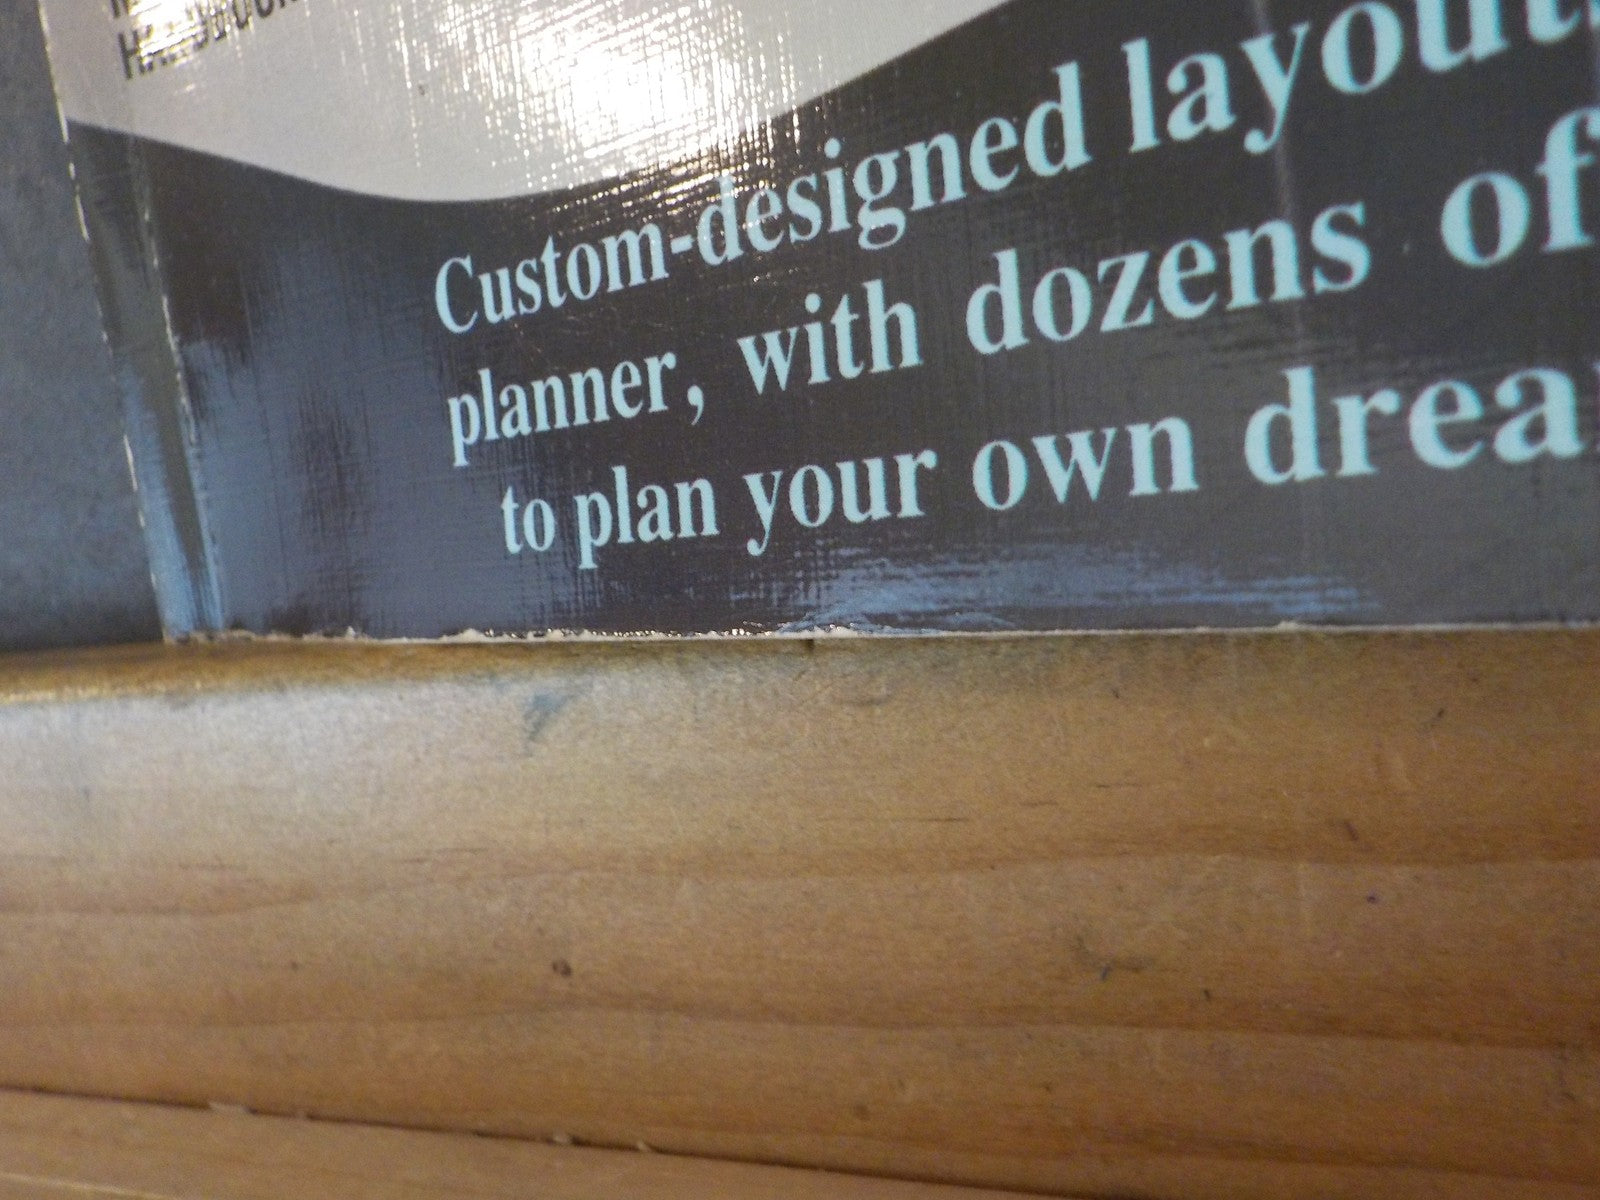 Custom-designed layout
planner, with dozens of
to plan your own drea